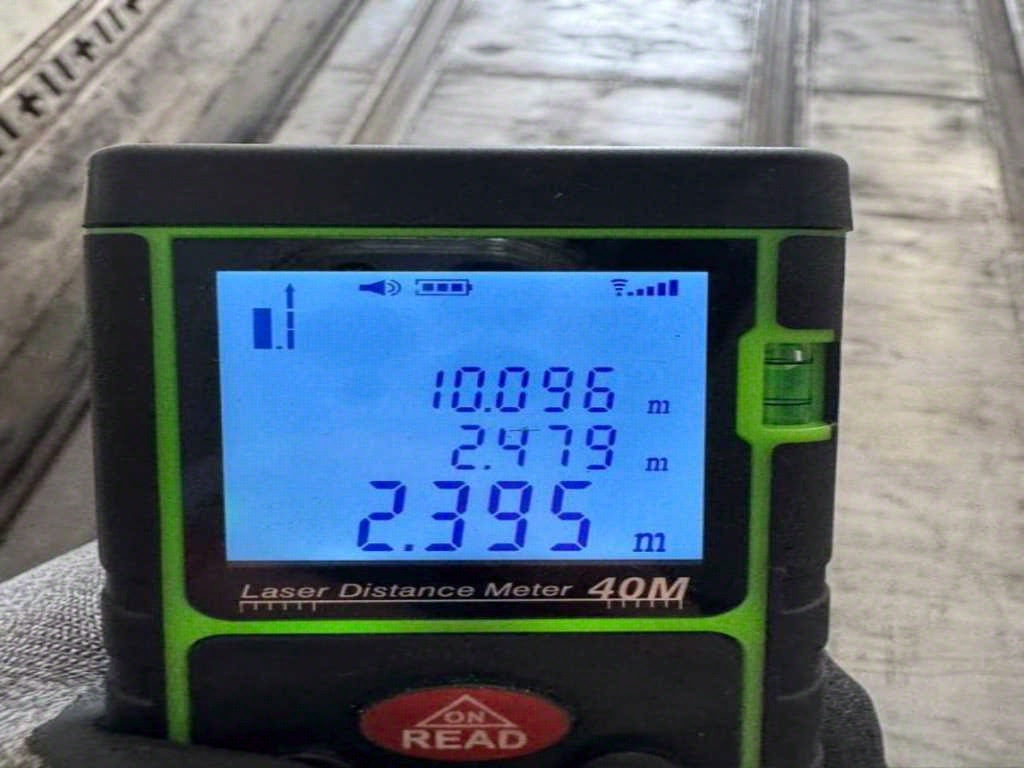 10.096 m
2.479 m
2.395 m
Laser Distance Meter 40M
ON
READ